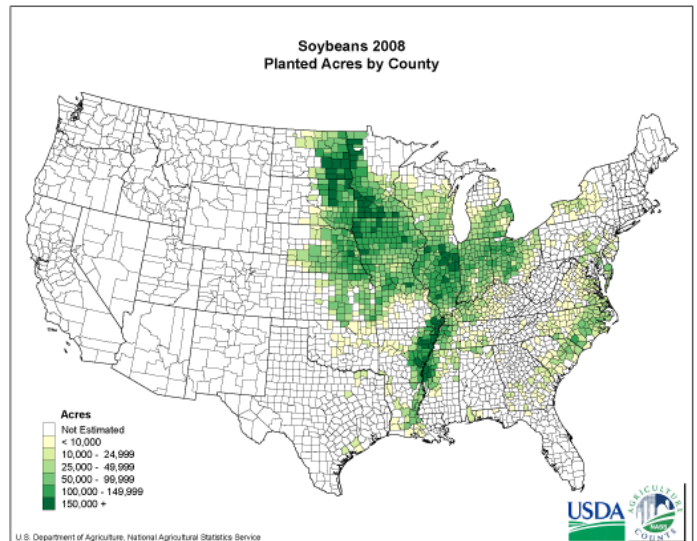 Soybeans 2008
Planted Acres by County
Acres
Not Estimated
< 10,000
10,000 - 24,999
25,000 - 49,999
50,000 - 99,999
100,000 - 149,999
150,000 +
USDA
AGRICULTURE
NASS
COUNTS
U.S. Department of Agriculture, National Agricultural Statistics Service